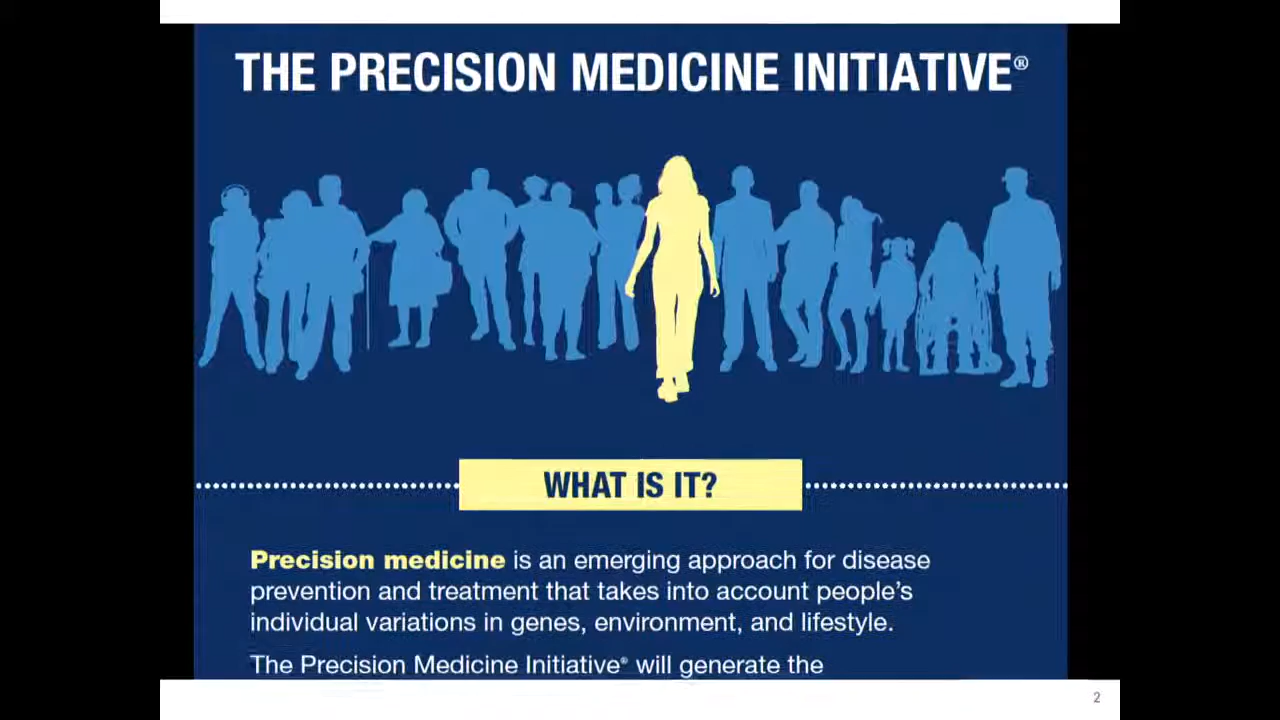 THE PRECISION MEDICINE INITIATIVE®
WHAT IS IT?
Precision medicine is an emerging approach for disease
prevention and treatment that takes into account people's
individual variations in genes, environment, and lifestyle.
The Precision Medicine Initiative® will generate the
2